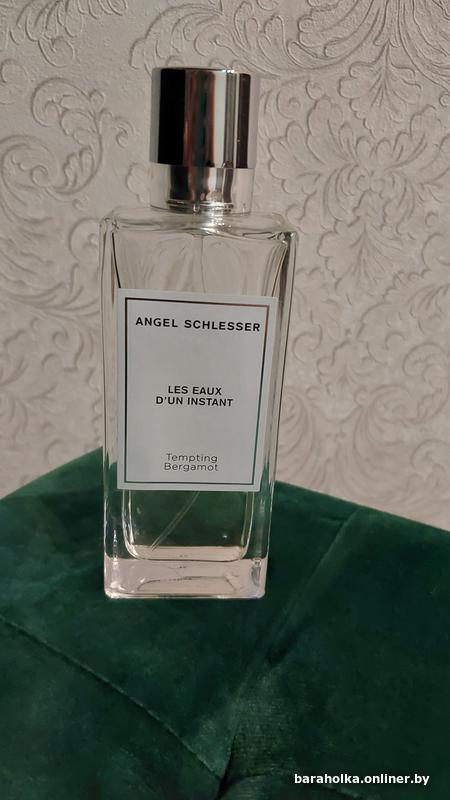 ANGEL SCHLESSER
LES EAUX
D'UN INSTANT
Tempting
Bergamot
baraholka.onliner.by